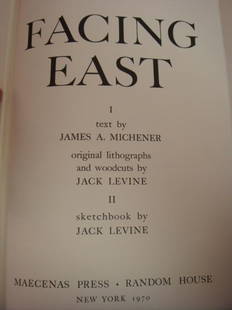 FACING
EAST
I
text by
JAMES A. MICHENER
original lithographs
and woodcuts by
JACK LEVINE
II
sketchbook by
JACK LEVINE
MAECENAS PRESS • RANDOM HOUSE
NEW YORK 1970